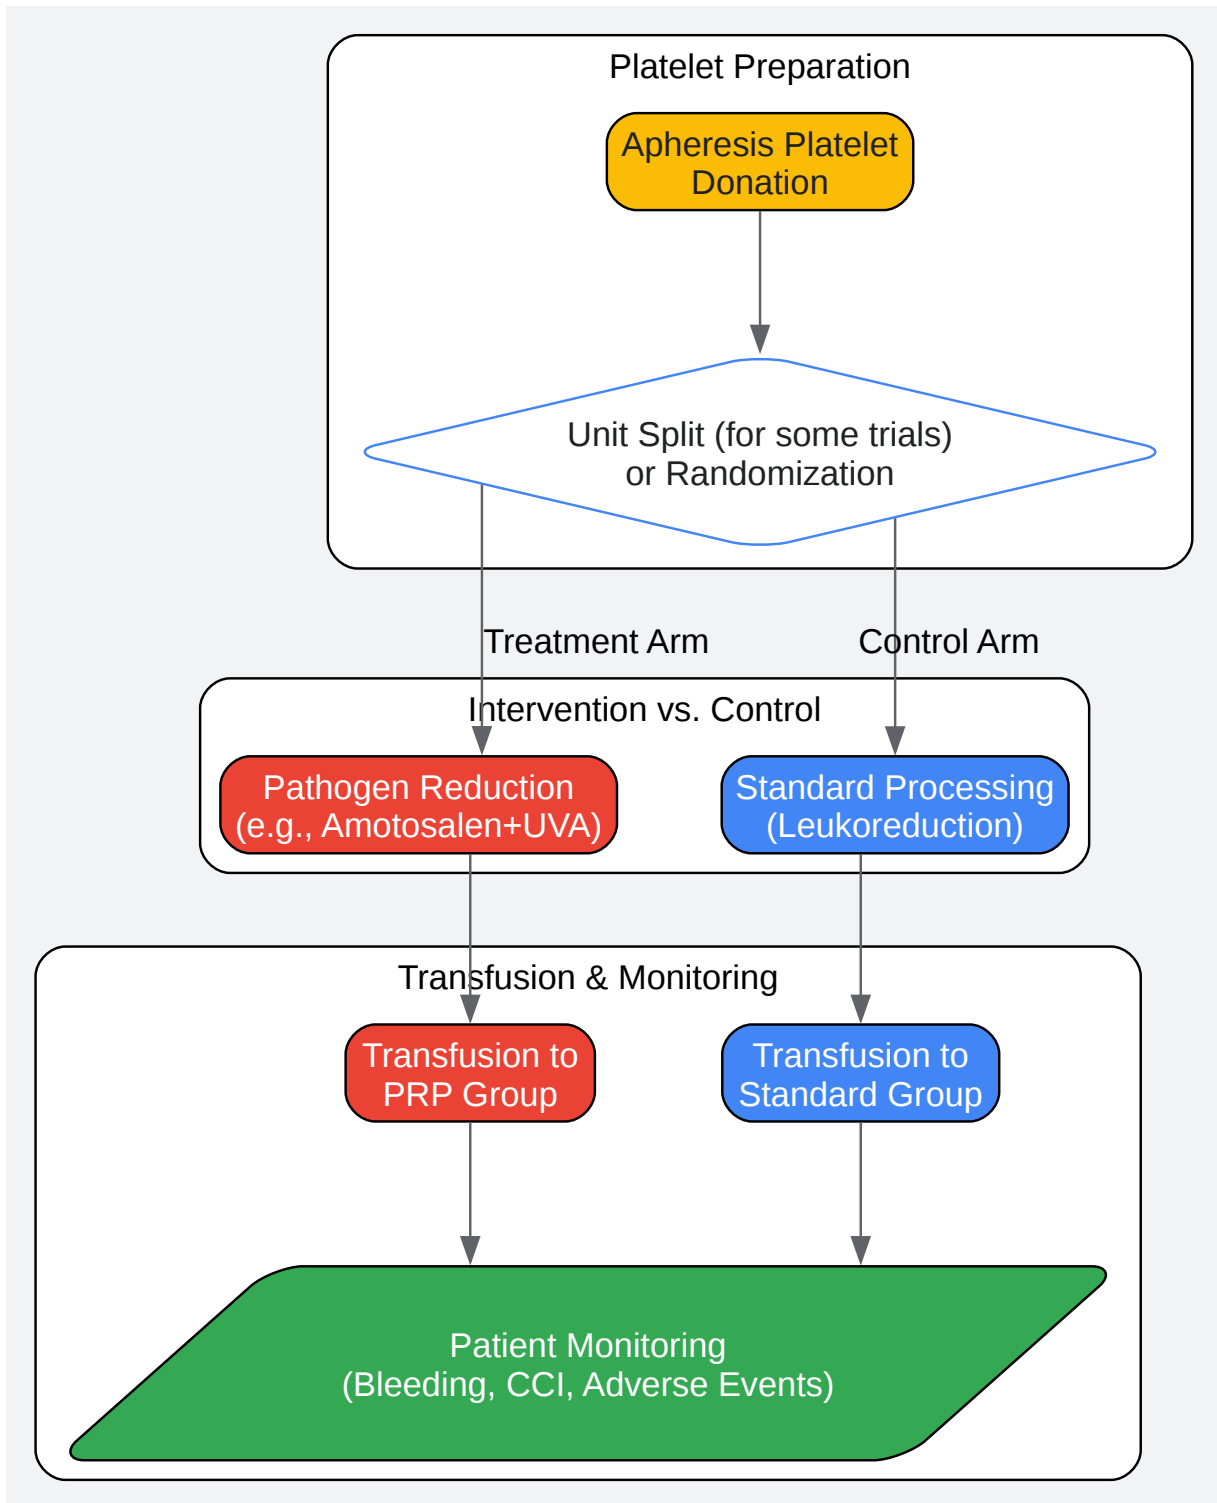 Platelet Preparation
Apheresis Platelet
Donation
Unit Split (for some trials)
or Randomization
Treatment Arm
Control Arm
Intervention vs. Control
Pathogen Reduction
(e.g., Amotosalen+UVA)
Standard Processing
(Leukoreduction)
Transfusion & Monitoring
Transfusion to
PRP Group
Transfusion to
Standard Group
Patient Monitoring
(Bleeding, CCI, Adverse Events)